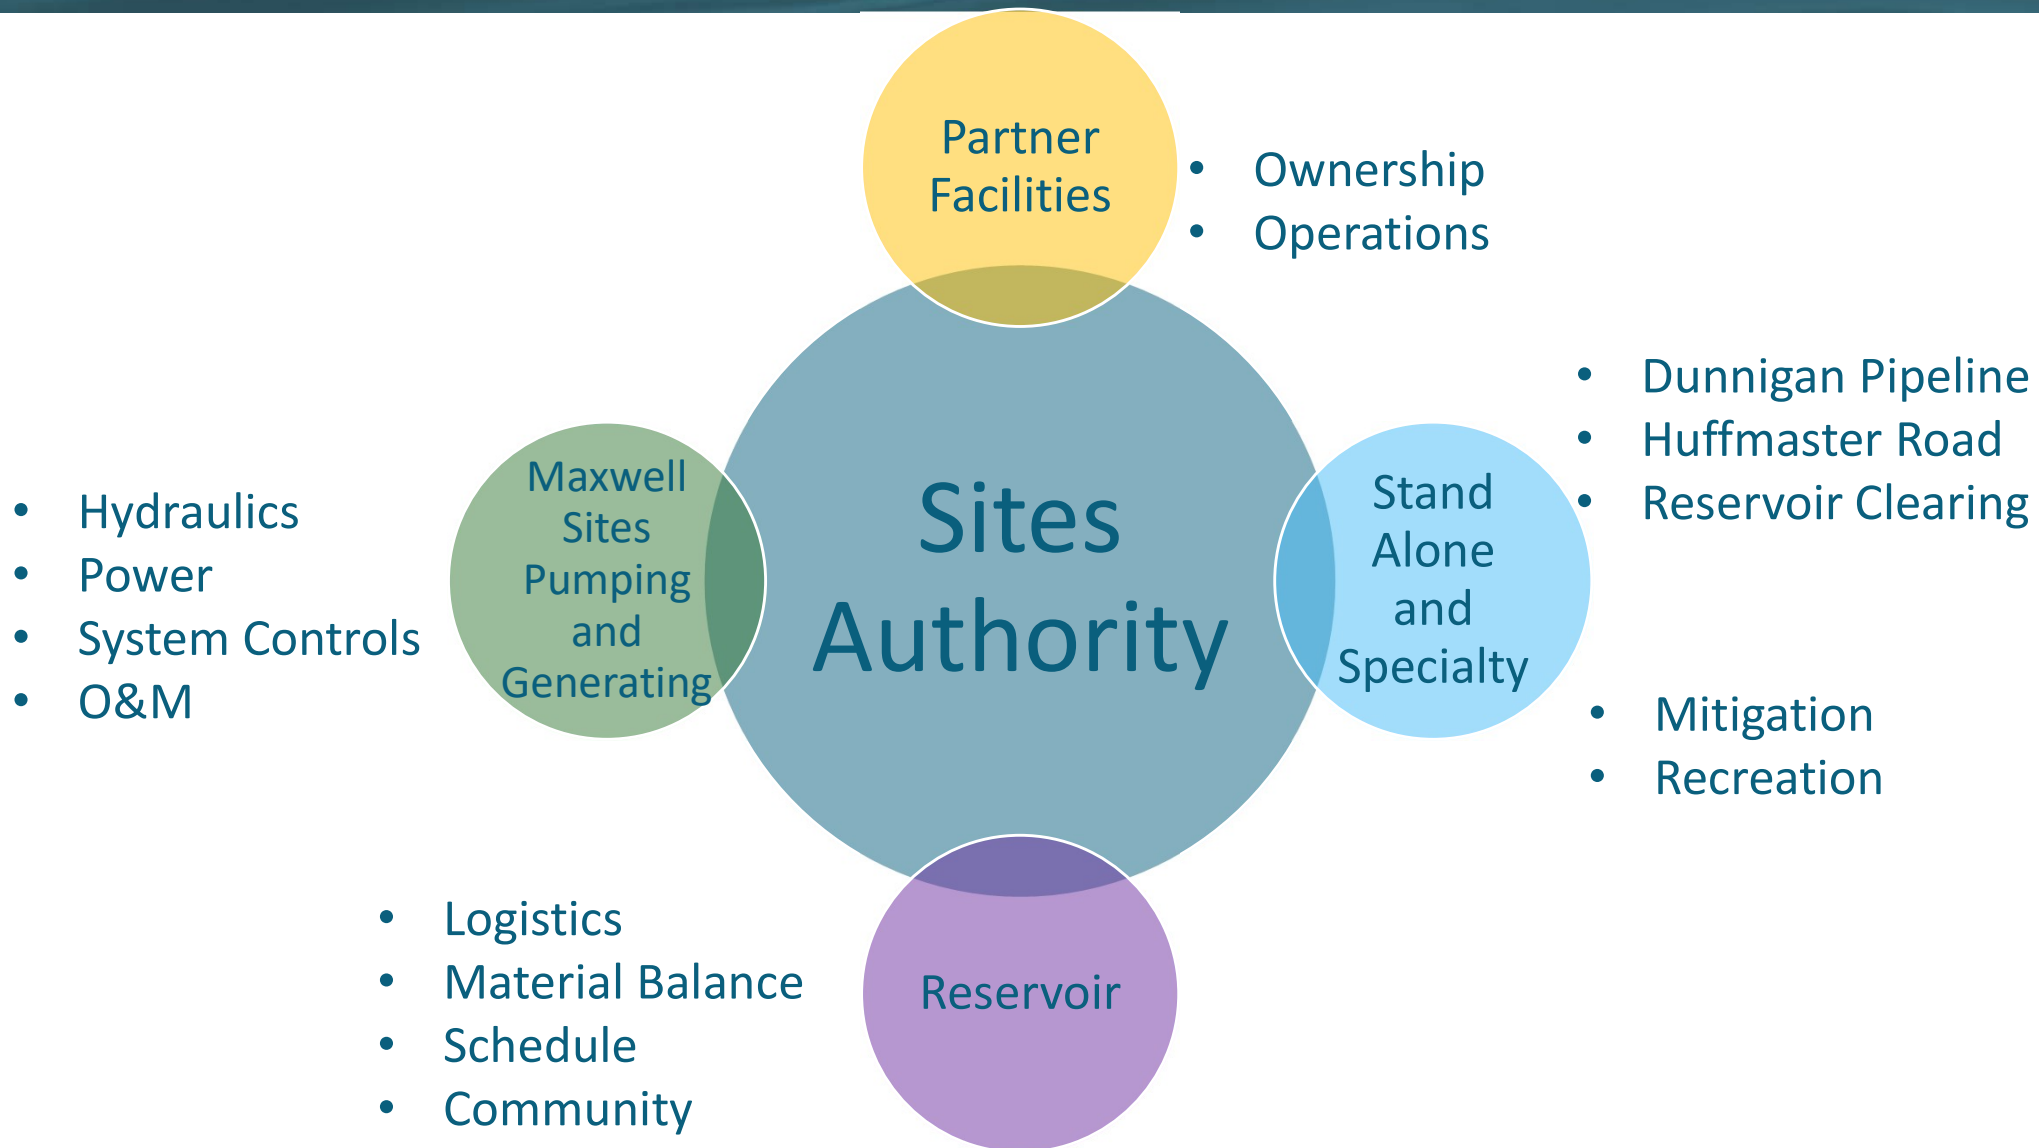 Partner
Facilities
• Ownership
• Operations
Sites
Authority
• Dunnigan Pipeline
• Huffmaster Road
• Reservoir Clearing
Stand
Alone
and
Specialty
• Mitigation
• Recreation
Maxwell
Sites
Pumping
and
Generating
• Hydraulics
• Power
• System Controls
• O&M
Reservoir
• Logistics
• Material Balance
• Schedule
• Community